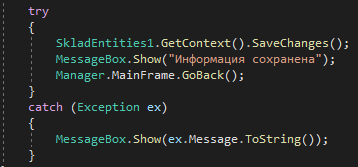 try
{
SkladEntities1.GetContext().SaveChanges();
MessageBox.Show("Информация сохранена");
Manager.MainFrame.GoBack();
}
catch (Exception ex)
{
MessageBox.Show(ex.Message.ToString());
}